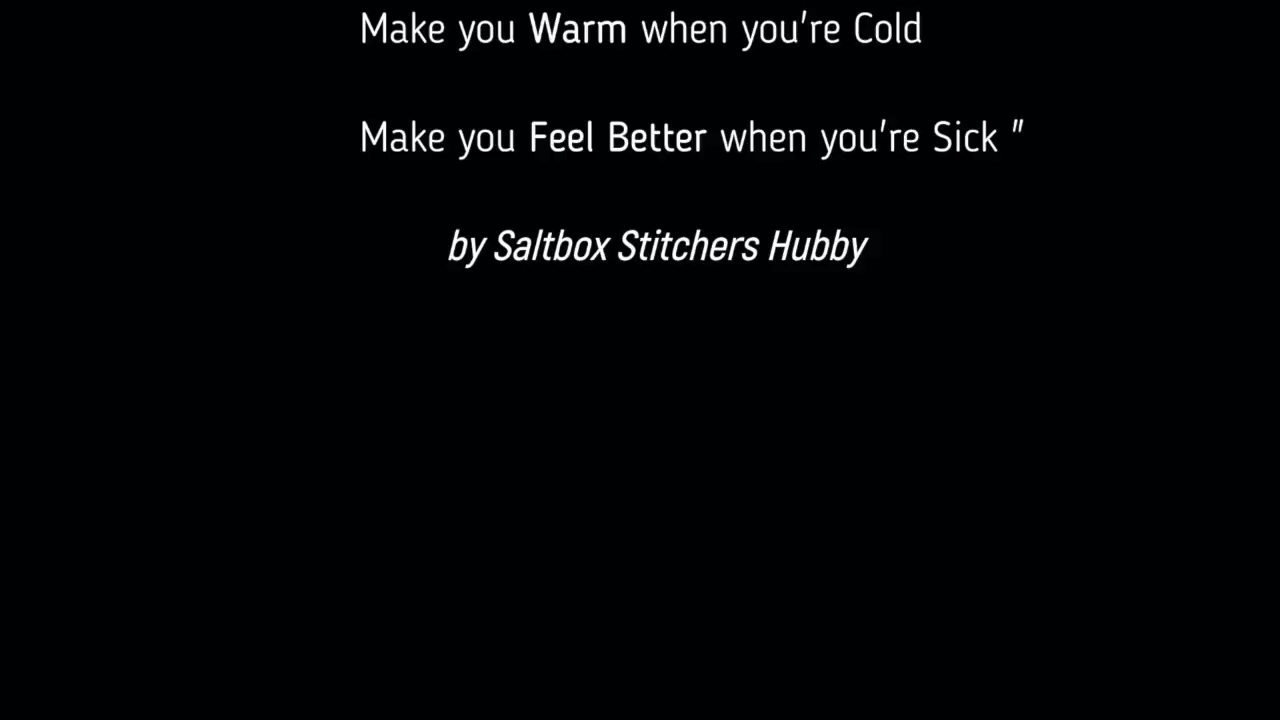 Make you Warm when you're Cold
Make you Feel Better when you're Sick "
by Saltbox Stitchers Hubby